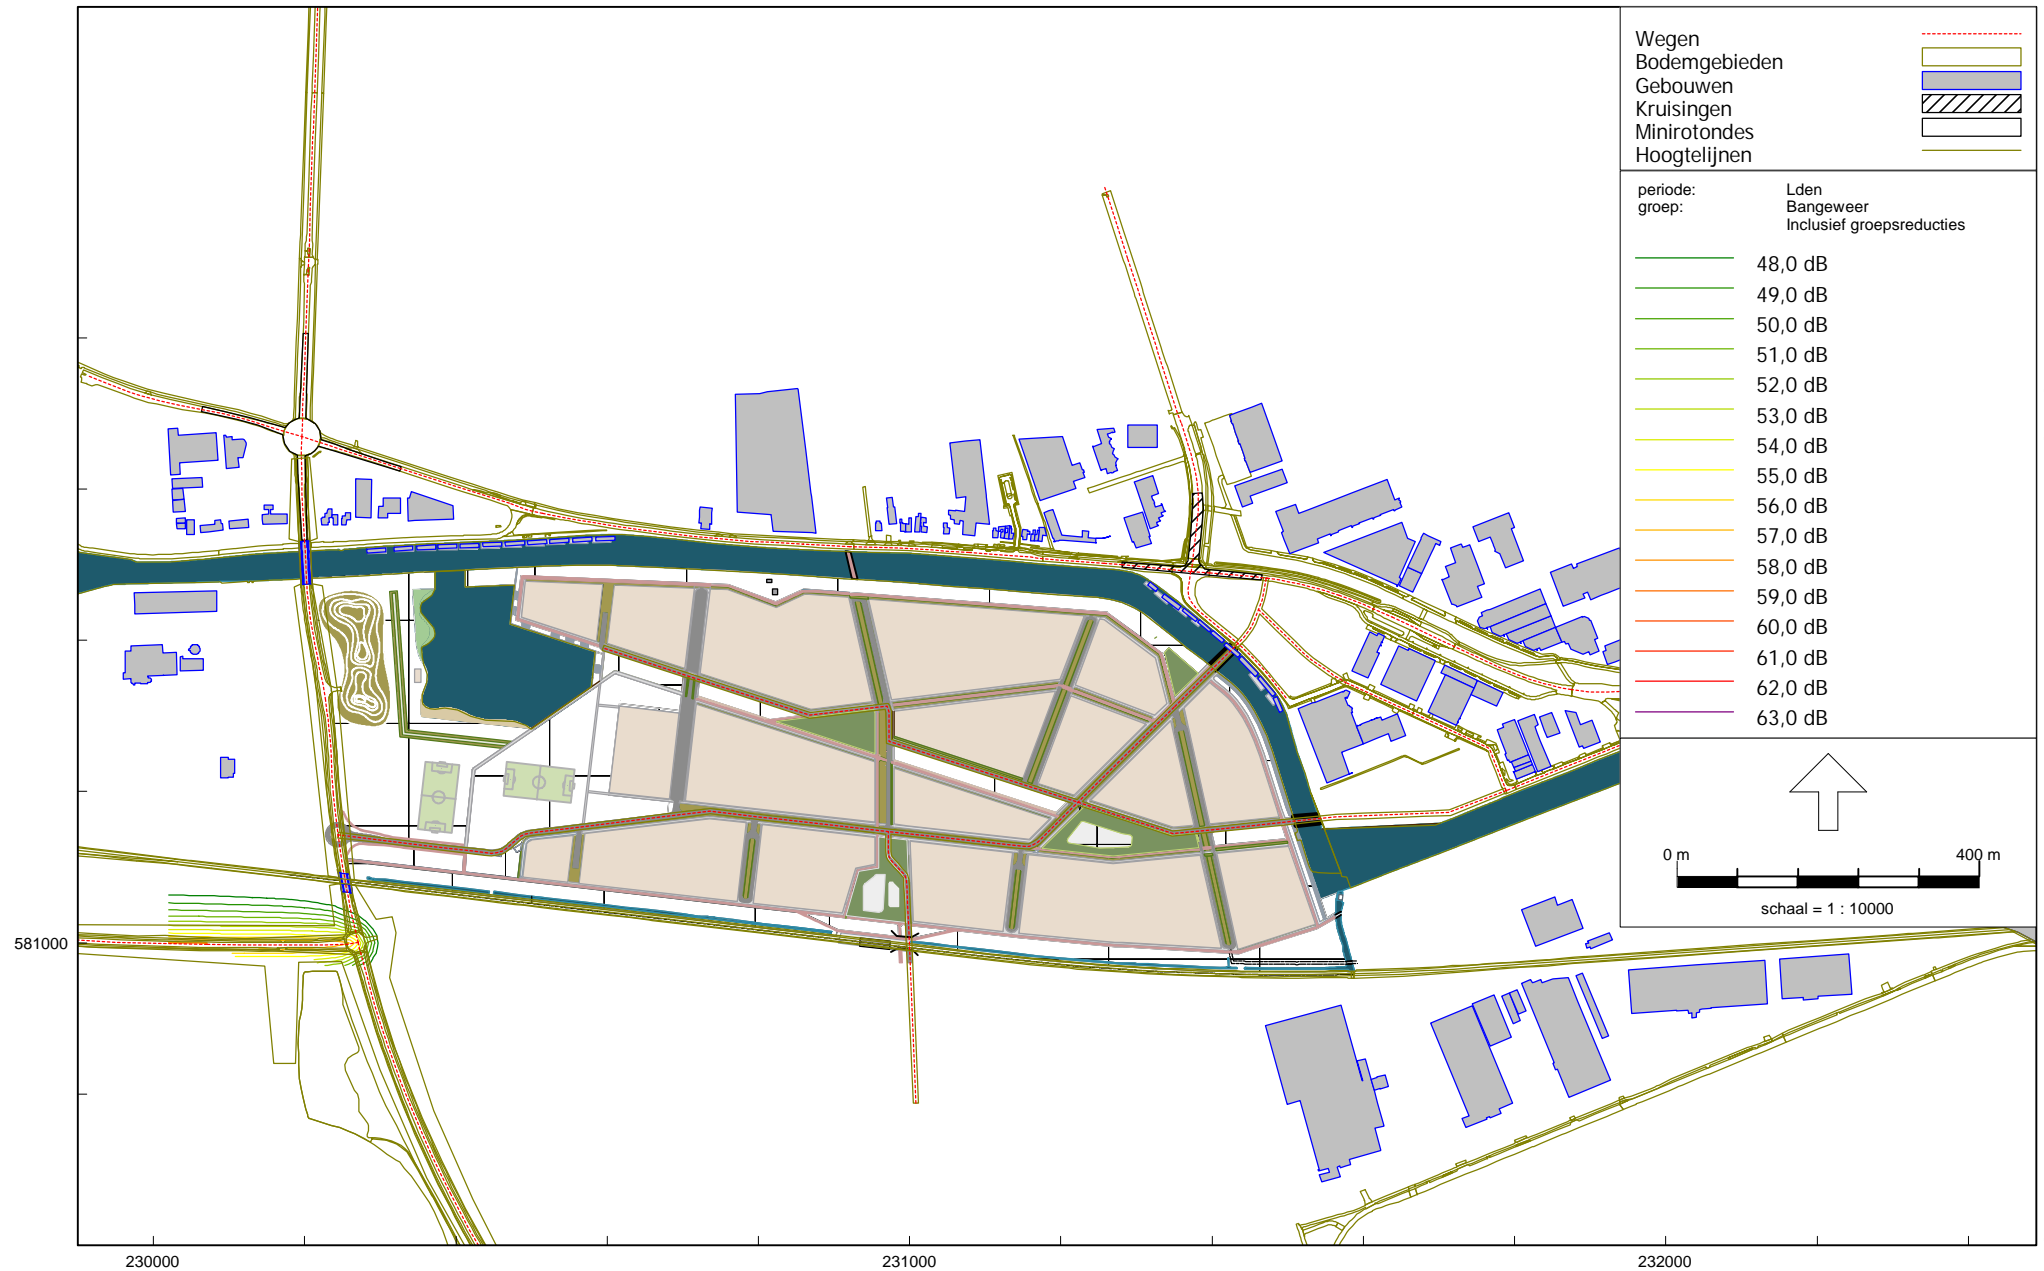 Wegen
Bodemgebieden
Gebouwen
Kruisingen
Minirotondes
Hoogtelijnen
periode: Lden
groep: Bangeweer
Inclusief groepsreducties
48,0 dB
49,0 dB
50,0 dB
51,0 dB
52,0 dB
53,0 dB
54,0 dB
55,0 dB
56,0 dB
57,0 dB
58,0 dB
59,0 dB
60,0 dB
61,0 dB
62,0 dB
63,0 dB
0 m 400 m
schaal = 1 : 10000
581000
230000 231000 232000